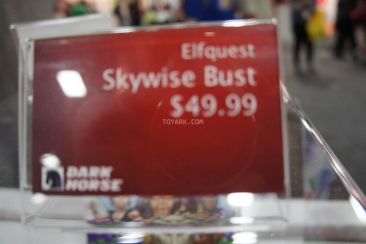 Elfquest
Skywise Bust
$49.99
TOYARK.COM
DARK
HORSE